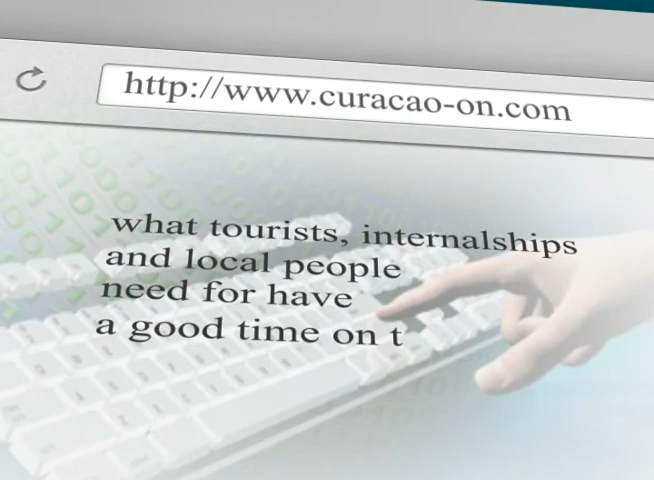 http://www.curacao-on.com
what tourists, internalships
and local people
need for have
a good time on t